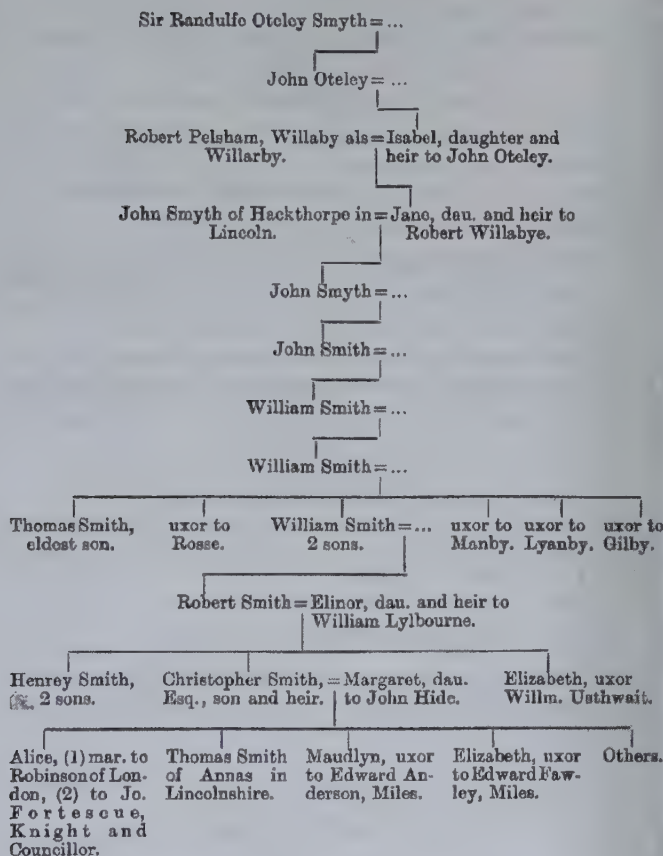 Sir Randulfe Oteley Smyth = ...
John Oteley = ...
Robert Pelsham, Willaby als = Isabel, daughter and
Willarby. heir to John Oteley.
John Smyth of Hackthorpe in = Jane, dau. and heir to
Lincoln. Robert Willabye.
John Smyth = ...
John Smith = ...
William Smith = ...
William Smith = ...
Thomas Smith, uxor to William Smith = ... uxor to uxor to uxor to
eldest son. Rosse. 2 sons. Manby. Lyanby. Gilby.
Robert Smith = Elinor, dau. and heir to
William Lylbourne.
Henrey Smith, Christopher Smith, = Margaret, dau. Elizabeth, uxor
2 sons. Esq., son and heir. to John Hide. Willm. Usthwait.
Alice, (1) mar. to Thomas Smith Maudlyn, uxor Elizabeth, uxor Others.
Robinson of Lon- of Annas in to Edward An- to Edward Faw-
don, (2) to Jo. Lincolnshire. derson, Miles. ley, Miles.
Fortescue,
Knight and
Councillor.